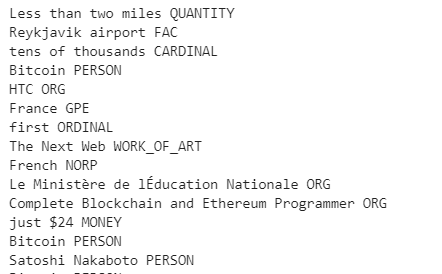 Less than two miles QUANTITY
Reykjavik airport FAC
tens of thousands CARDINAL
Bitcoin PERSON
HTC ORG
France GPE
first ORDINAL
The Next Web WORK_OF_ART
French NORP
Le Ministère de lÉducation Nationale ORG
Complete Blockchain and Ethereum Programmer ORG
just $24 MONEY
Bitcoin PERSON
Satoshi Nakaboto PERSON
Bitcoin PERSON